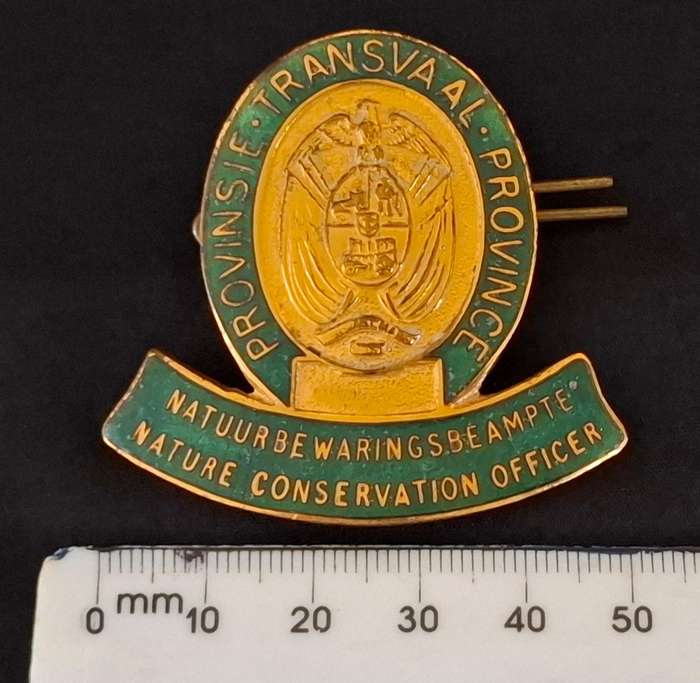 PROVINSIE · TRANSVAAL · PROVINCE
NATUURBEWARINGSBEAMPTE
NATURE CONSERVATION OFFICER
0 mm 10 20 30 40 50